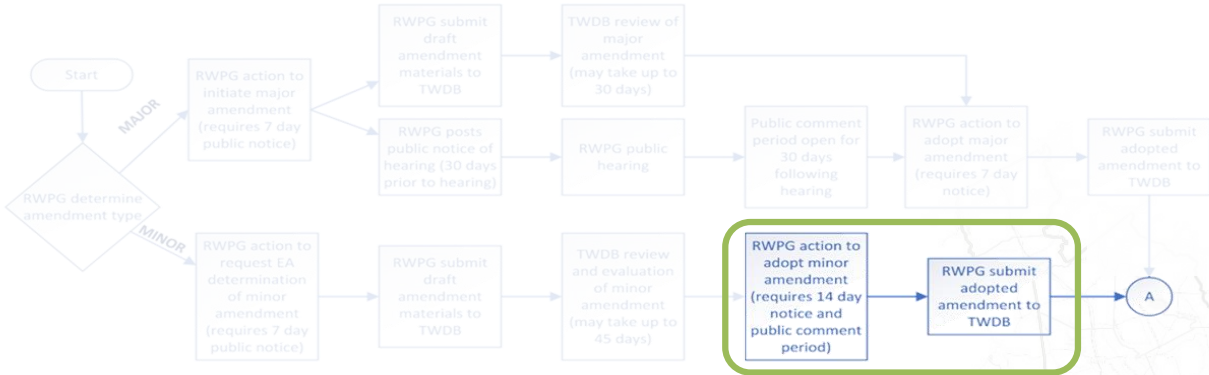 Start
RWPG determine
amendment type
MAJOR
MINOR
RWPG action to
initiate major
amendment
(requires 7 day
public notice)
RWPG submit
draft
amendment
materials to
TWDB
TWDB review of
major
amendment
(may take up to
30 days)
RWPG posts
public notice of
hearing (30 days
prior to hearing)
RWPG public
hearing
Public comment
period open for
30 days
following
hearing
RWPG action to
adopt major
amendment
(requires 7 day
notice)
RWPG submit
adopted
amendment to
TWDB
RWPG action to
request EA
determination
of minor
amendment
(requires 7 day
public notice)
RWPG submit
draft
amendment
materials to
TWDB
TWDB review
and evaluation
of minor
amendment
(may take up to
45 days)
RWPG action to
adopt minor
amendment
(requires 14 day
notice and
public comment
period)
RWPG submit
adopted
amendment to
TWDB
A